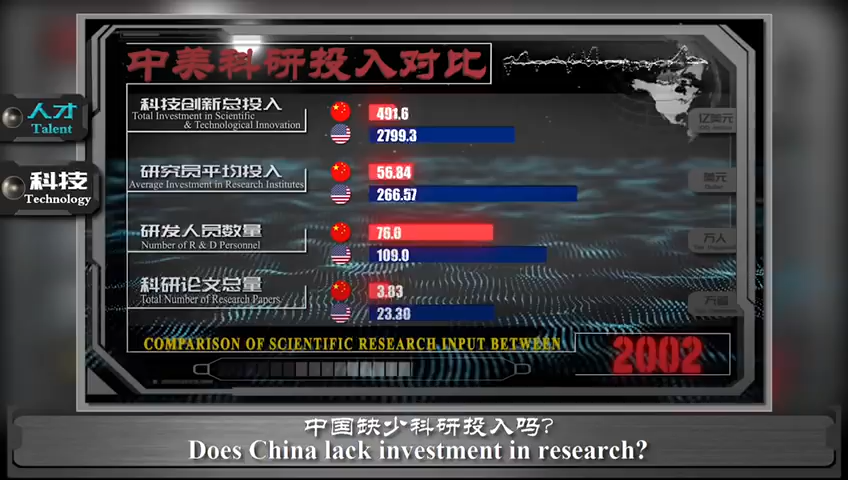 中美科研投入对比
人才
Talent
科技
Technology
科技创新总投入
Total Investment in Scientific
& Technological Innovation
491.6
2799.3
亿美元
研究员平均投入
Average Investment in Research Institutes
56.84
266.57
美元
研发人员数量
Number of R & D Personnel
76.6
109.0
万人
科研论文总量
Total Number of Research Papers
3.83
23.30
万篇
COMPARISON OF SCIENTIFIC RESEARCH INPUT BETWEEN
2002
中国缺少科研投入吗?
Does China lack investment in research?